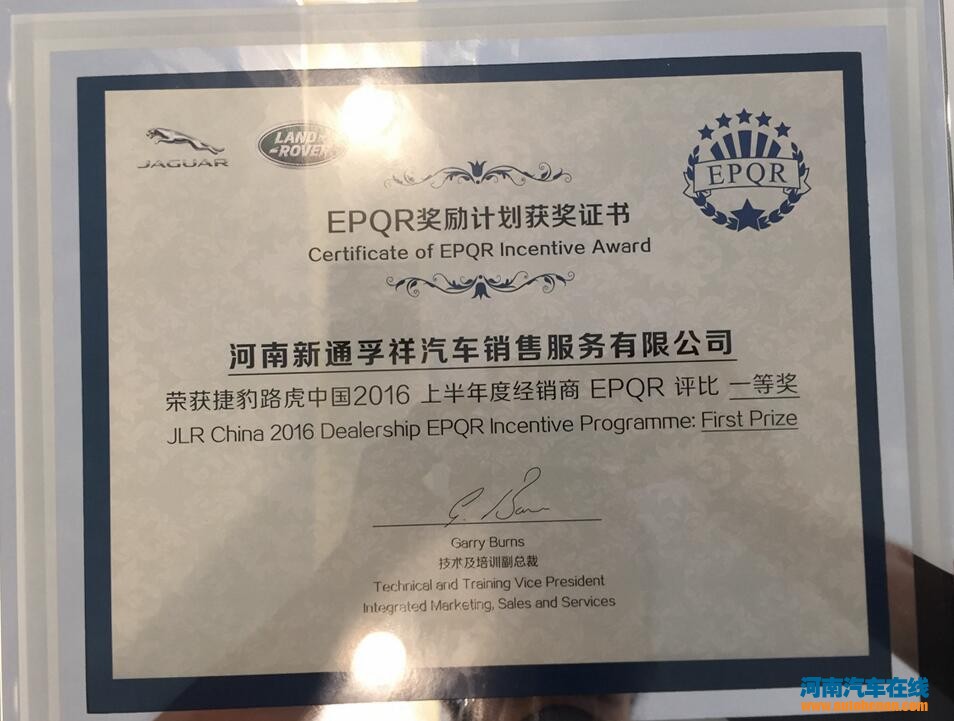 JAGUAR
LAND
ROVER
EPQR
EPQR奖励计划获奖证书
Certificate of EPQR Incentive Award
河南新通孚祥汽车销售服务有限公司
荣获捷豹路虎中国2016 上半年度经销商 EPQR 评比 一等奖
JLR China 2016 Dealership EPQR Incentive Programme: First Prize
Garry Burns
技术及培训副总裁
Technical and Training Vice President
Integrated Marketing, Sales and Services
河南汽车在线